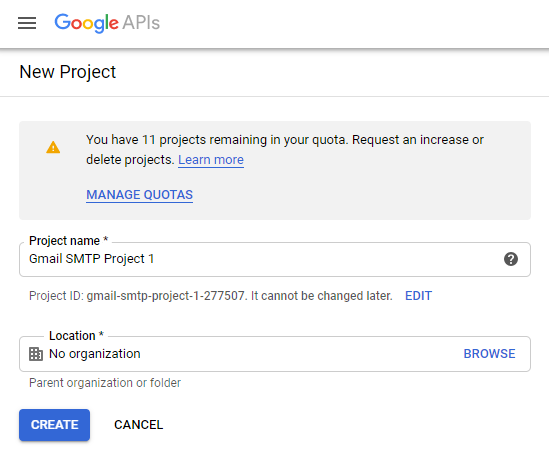 Google APIs
New Project
You have 11 projects remaining in your quota. Request an increase or
delete projects. Learn more
MANAGE QUOTAS
Project name *
Gmail SMTP Project 1
Project ID: gmail-smtp-project-1-277507. It cannot be changed later. EDIT
Location *
No organization BROWSE
Parent organization or folder
CREATE CANCEL